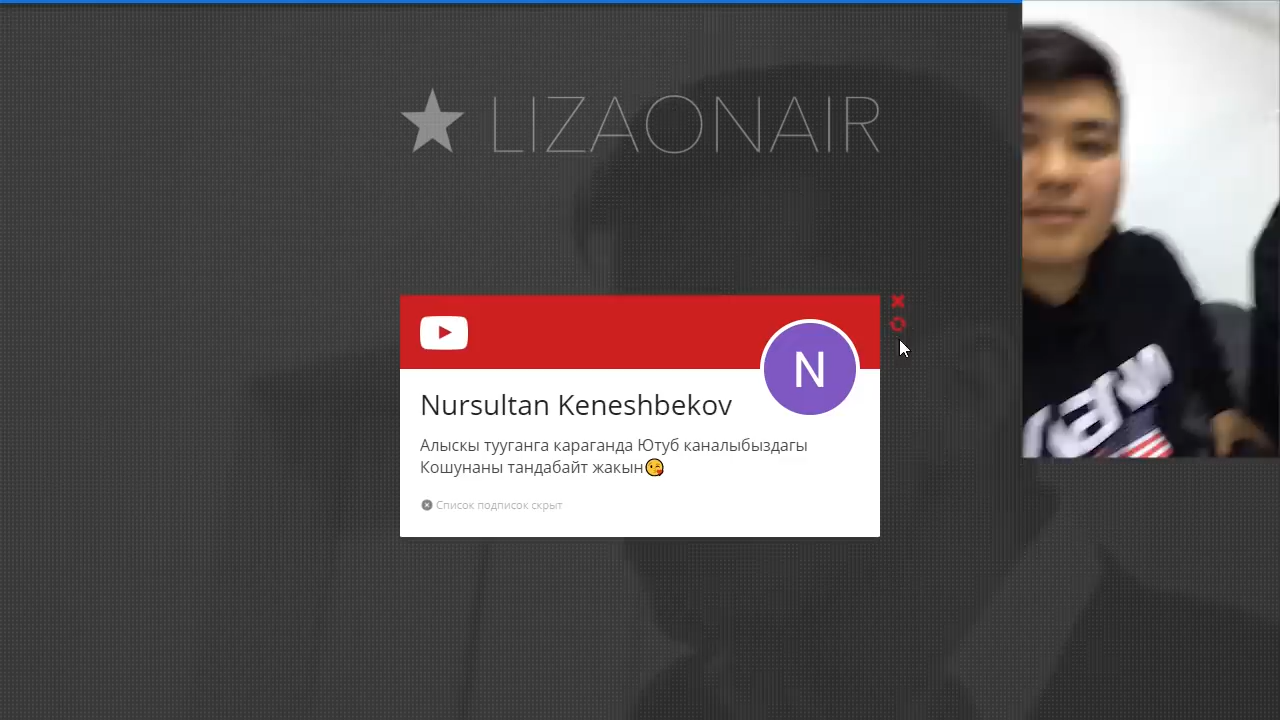 LIZAONAIR
N
Nursultan Keneshbekov
Алыскы тууганга караганда Ютуб каналыбыздагы
Кошунаны тандабайт жакын😘
Список подписок скрыт